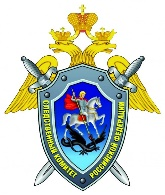 СЛЕДСТВЕННЫЙ КОМИТЕТ
РОССИЙСКОЙ ФЕДЕРАЦИИ